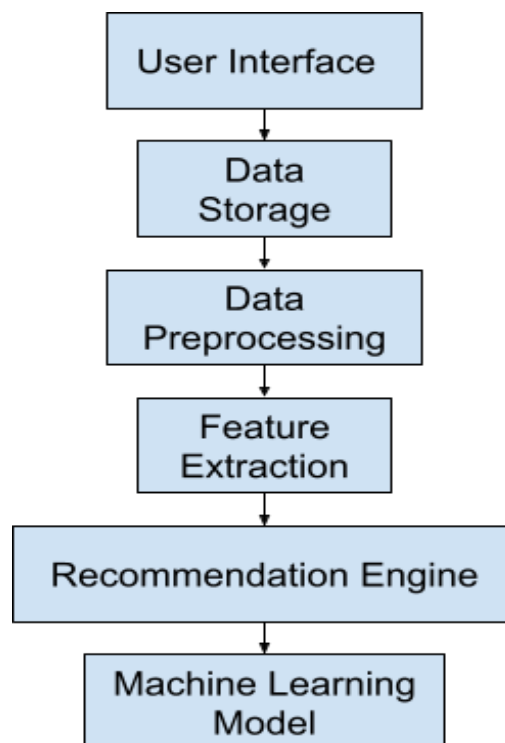 User Interface
Data
Storage
Data
Preprocessing
Feature
Extraction
Recommendation Engine
Machine Learning
Model